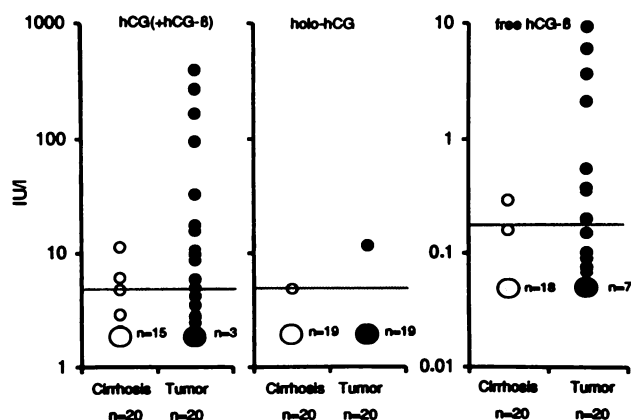 hCG(+hCG-ß)
holo-hCG
free hCG-ß
1000
100
10
1
IU/l
10
1
0.1
0.01
n=15
n=3
n=19
n=19
n=18
n=7
Cirrhosis
Tumor
Cirrhosis
Tumor
Cirrhosis
Tumor
n=20
n=20
n=20
n=20
n=20
n=20